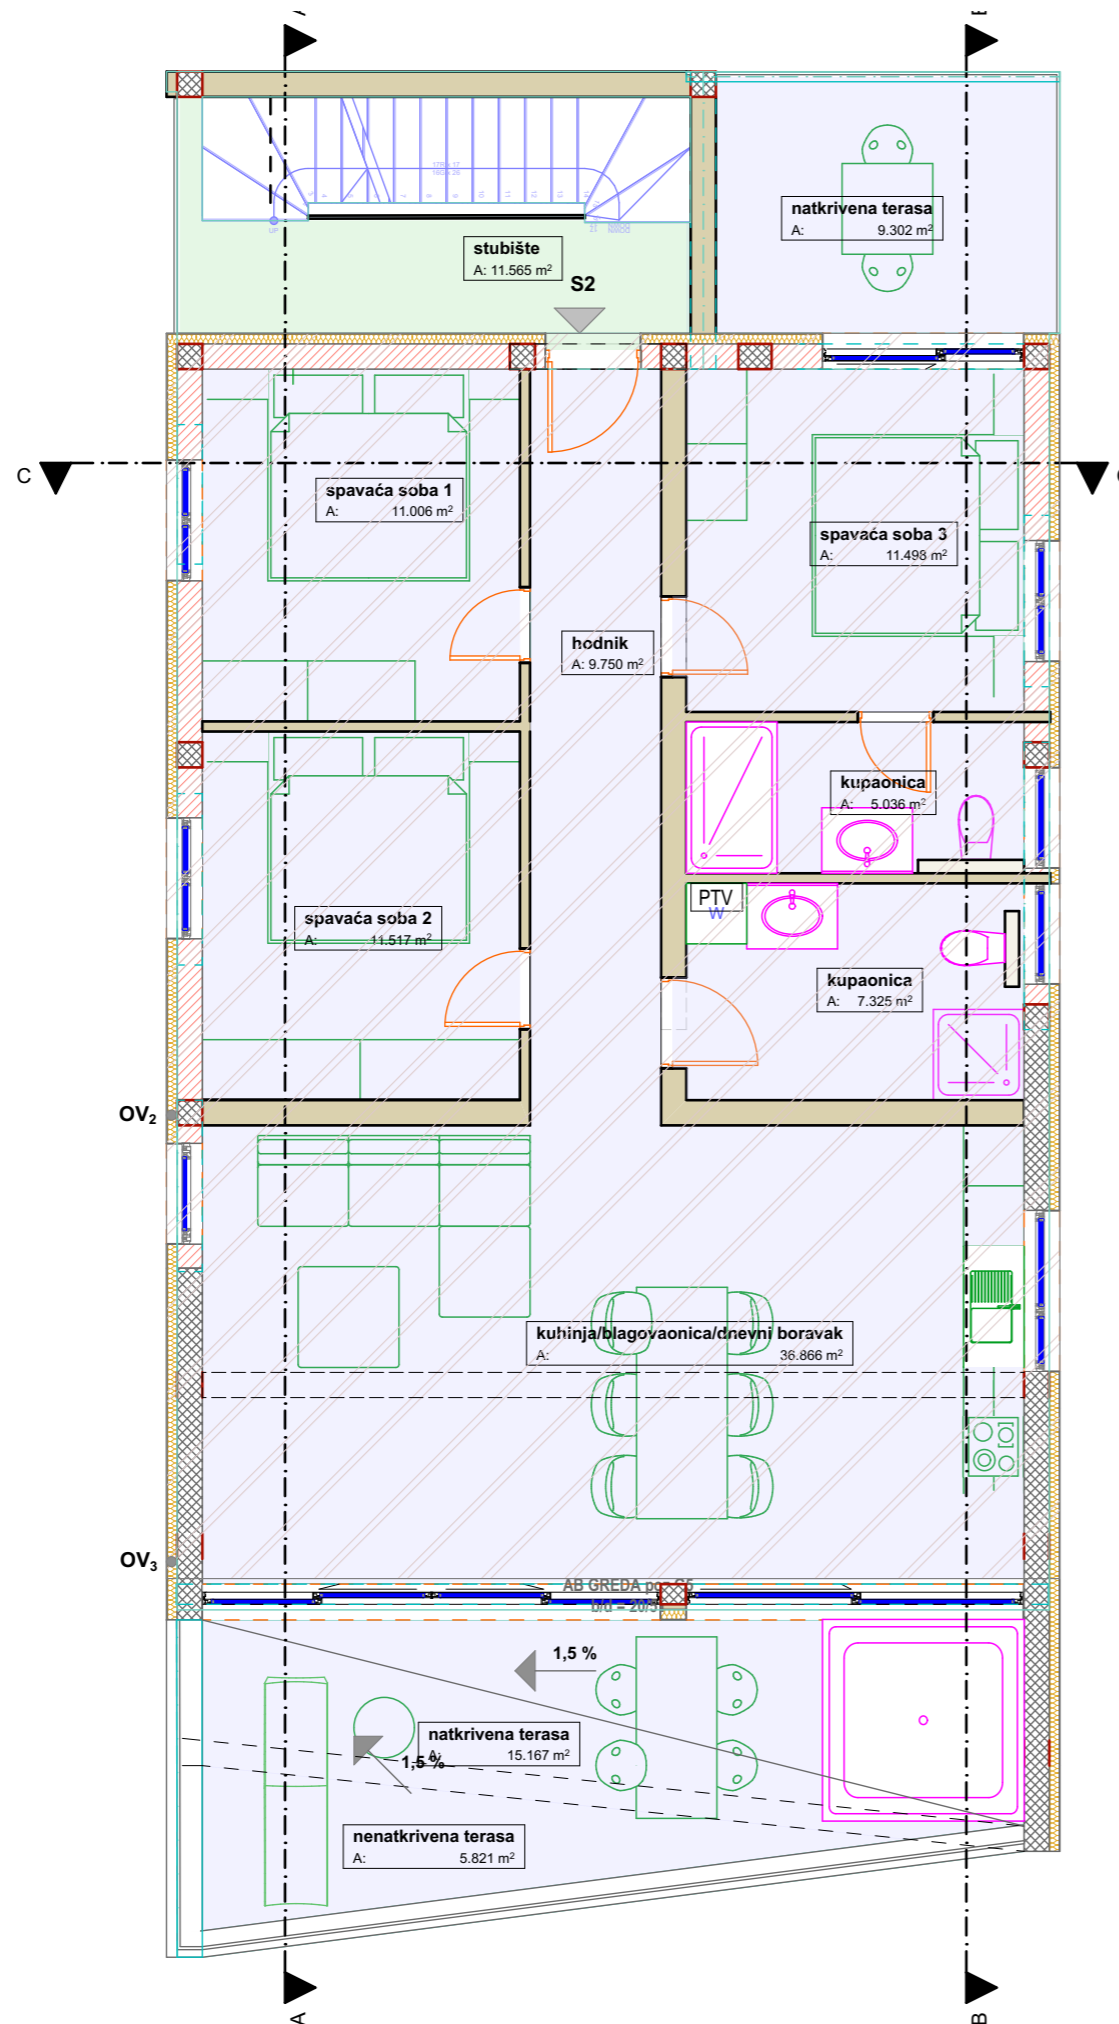 natkrivena terasa
A: 9.302 m²
stubište
A: 11.565 m²
UP
S2
C
spavaća soba 1
A: 11.006 m²
spavaća soba 3
A: 11.498 m²
hodnik
A: 9.750 m²
kupaonica
A: 5.036 m²
PTV
W
spavaća soba 2
A: 11.517 m²
kupaonica
A: 7.325 m²
OV₂
kuhinja/blagovaonica/dnevni boravak
A: 36.866 m²
OV₃
AB GREDA
b/d = 20/5
1,5 %
natkrivena terasa
A: 15.167 m²
1,5 %
nenatkrivena terasa
A: 5.821 m²
A
B